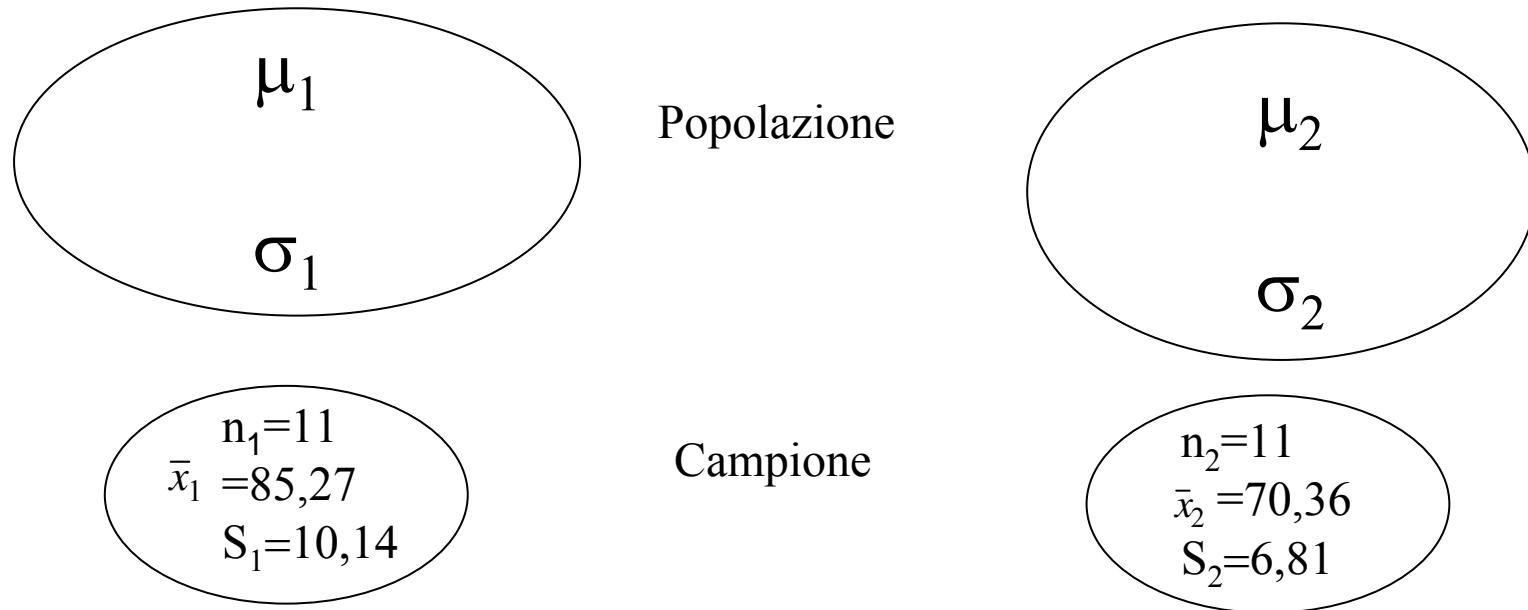 μ₁
σ₁
Popolazione
μ₂
σ₂
n₁=11
x̄₁ =85,27
S₁=10,14
Campione
n₂=11
x̄₂ =70,36
S₂=6,81